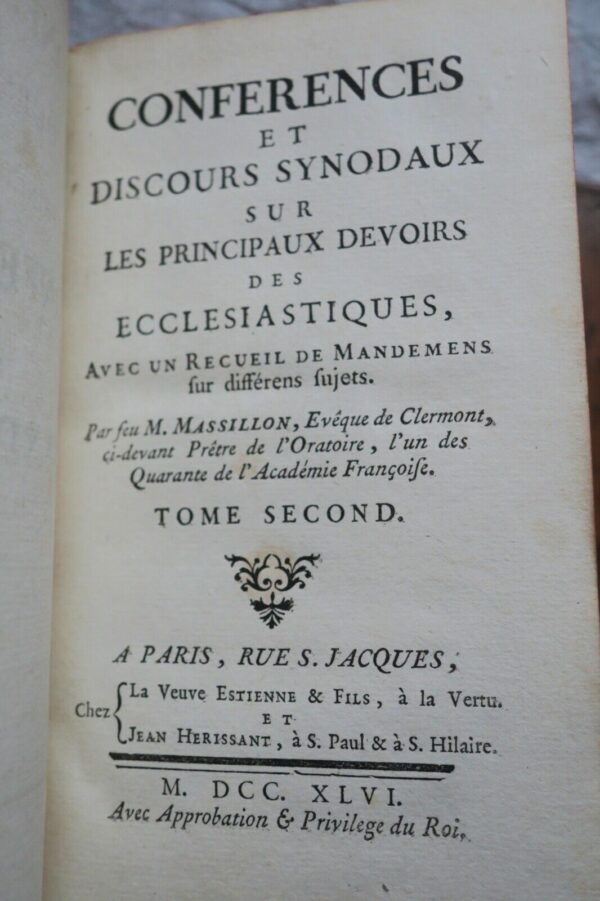 CONFERENCES
ET
DISCOURS SYNODAUX
SUR
LES PRINCIPAUX DEVOIRS
DES
ECCLESIASTIQUES,
AVEC UN RECUEIL DE MANDEMENS
ſur différens ſujets.
Par feu M. MASSILLON, Evêque de Clermont,
ci-devant Prêtre de l'Oratoire, l'un des
Quarante de l'Académie Françoiſe.
TOME SECOND.
A PARIS, RUE S. JACQUES,
Chez { La Veuve ESTIENNE & FILS, à la Vertu.
ET
JEAN HERISSANT, à S. Paul & à S. Hilaire.
M. DCC. XLVI.
Avec Approbation & Privilege du Roi.